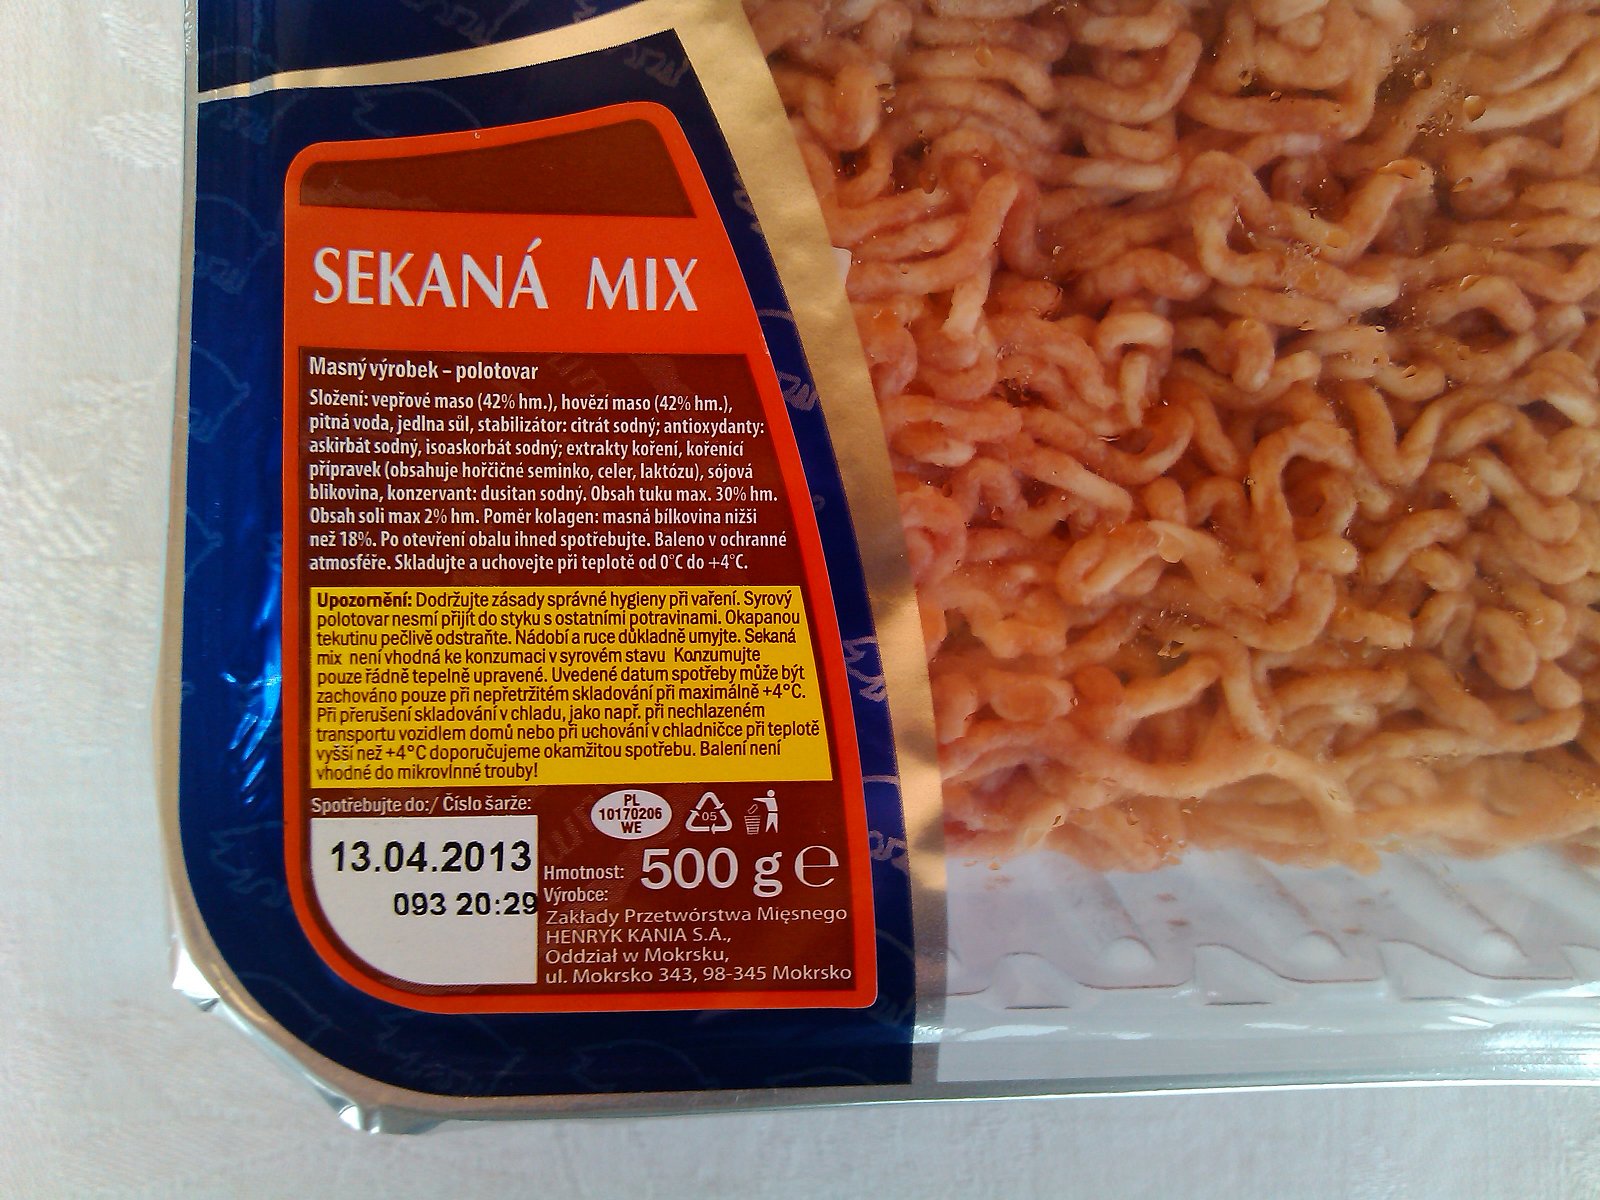 SEKANÁ MIX
Masný výrobek – polotovar
Složení: vepřové maso (42% hm.), hovězí maso (42% hm.),
pitná voda, jedlna sůl, stabilizátor: citrát sodný; antioxydanty:
askirbát sodný, isoaskorbát sodný; extrakty koření, kořenící
přípravek (obsahuje hořčičné seminko, celer, laktózu), sójová
blikovina, konzervant: dusitan sodný. Obsah tuku max. 30% hm.
Obsah soli max 2% hm. Poměr kolagen: masná bílkovina nižši
než 18%. Po otevření obalu ihned spotřebujte. Baleno v ochranné
atmosféře. Skladujte a uchovejte při teplotě od 0°C do +4°C.
Upozornění: Dodržujte zásady správné hygieny při vaření. Syrový
polotovar nesmí přijít do styku s ostatními potravinami. Okapanou
tekutinu pečlivě odstraňte. Nádobí a ruce důkladně umyjte. Sekaná
mix není vhodná ke konzumaci v syrovém stavu Konzumujte
pouze řádně tepelně upravené. Uvedené datum spotřeby může být
zachováno pouze při nepřetržitém skladování při maximálně +4°C.
Při přerušení skladování v chladu, jako např. při nechlazeném
transportu vozidlem domů nebo při uchování v chladničce při teplotě
vyšší než +4°C doporučujeme okamžitou spotřebu. Balení není
vhodné do mikrovlnné trouby!
Spotřebujte do:/ Číslo šarže:
13.04.2013
093 20:29
PL
10170206
WE
05
Hmotnost: 500 g ℮
Výrobce:
Zakłady Przetwórstwa Mięsnego
HENRYK KANIA S.A.,
Oddział w Mokrsku,
ul. Mokrsko 343, 98-345 Mokrsko